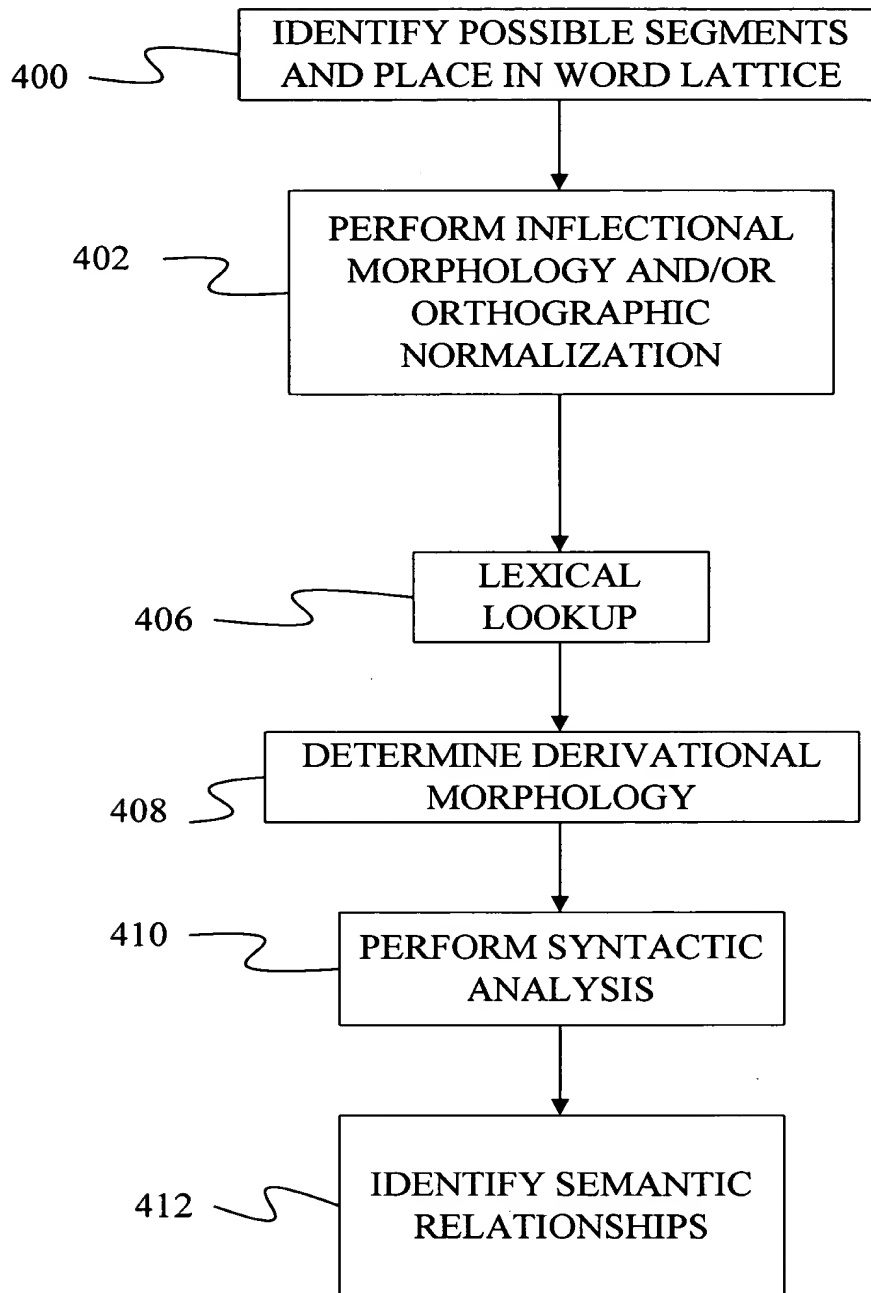 IDENTIFY POSSIBLE SEGMENTS
AND PLACE IN WORD LATTICE
400
PERFORM INFLECTIONAL
MORPHOLOGY AND/OR
ORTHOGRAPHIC
NORMALIZATION
402
LEXICAL
LOOKUP
406
DETERMINE DERIVATIONAL
MORPHOLOGY
408
PERFORM SYNTACTIC
ANALYSIS
410
IDENTIFY SEMANTIC
RELATIONSHIPS
412